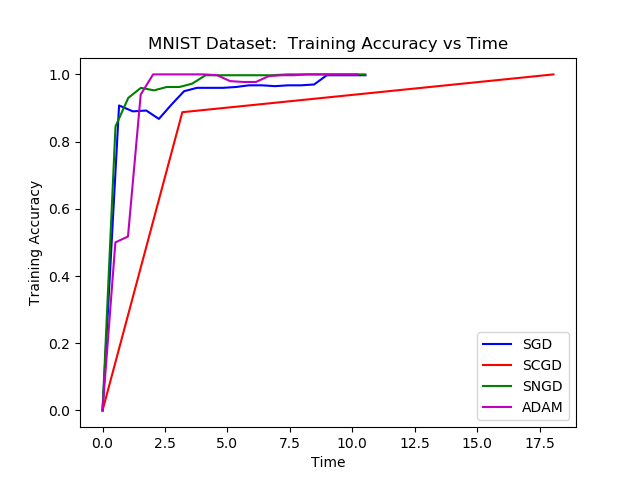 MNIST Dataset:  Training Accuracy vs Time
1.0
0.8
0.6
0.4
0.2
0.0
Training Accuracy
0.0 2.5 5.0 7.5 10.0 12.5 15.0 17.5
Time
SGD
SCGD
SNGD
ADAM